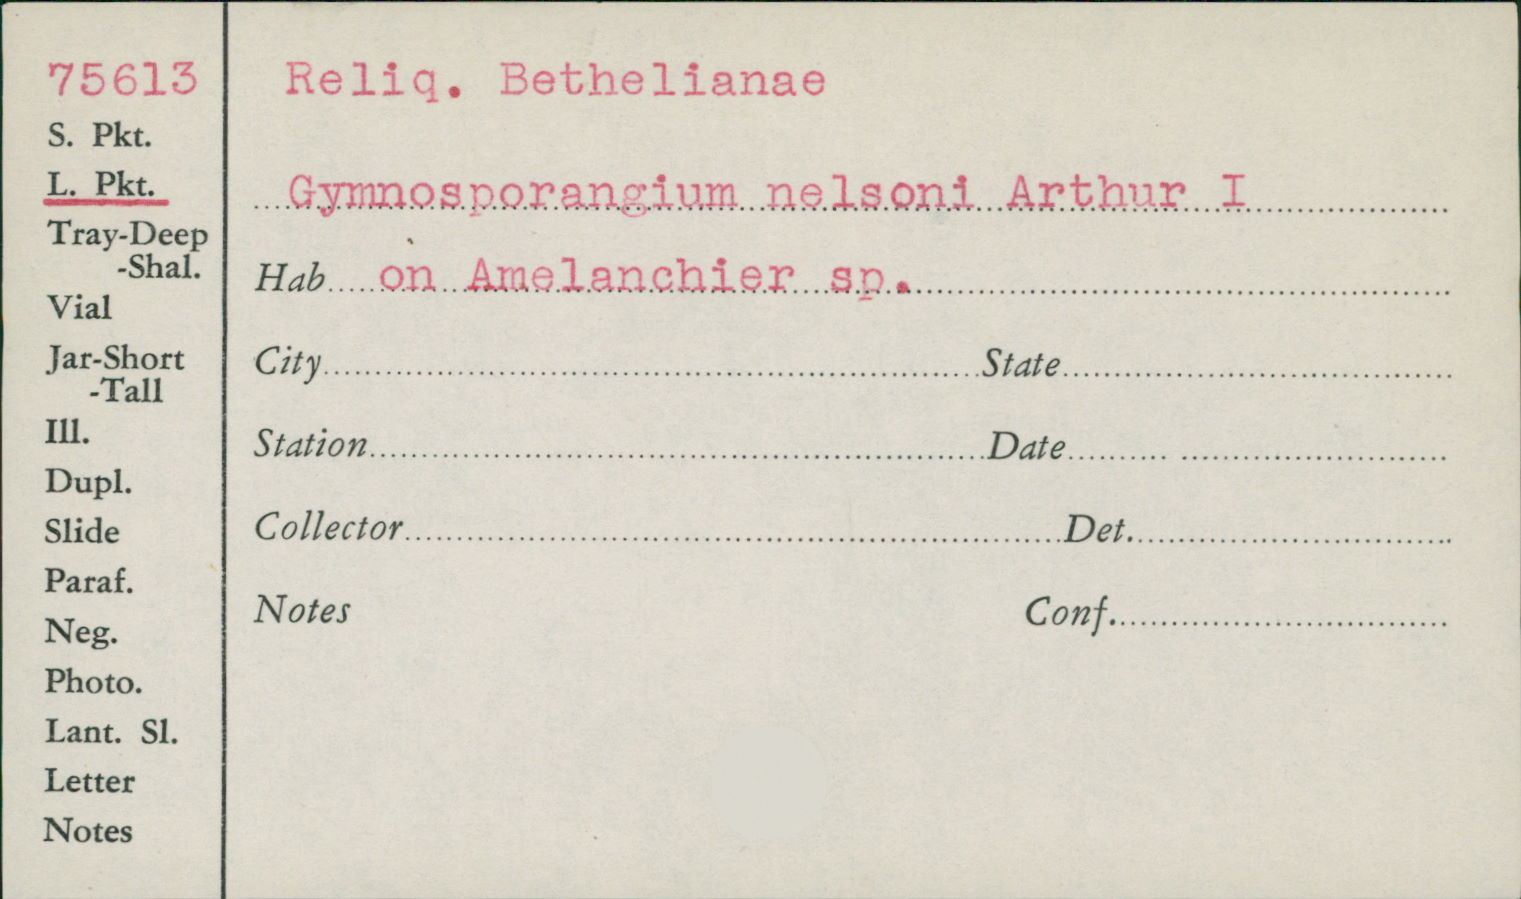 75613
S. Pkt.
L. Pkt.
Tray-Deep
-Shal.
Vial
Jar-Short
-Tall
Ill.
Dupl.
Slide
Paraf.
Neg.
Photo.
Lant. Sl.
Letter
Notes
Reliq. Bethelianae
Gymnosporangium nelsoni Arthur I
Hab on Amelanchier sp.
City State
Station Date
Collector Det.
Notes Conf.